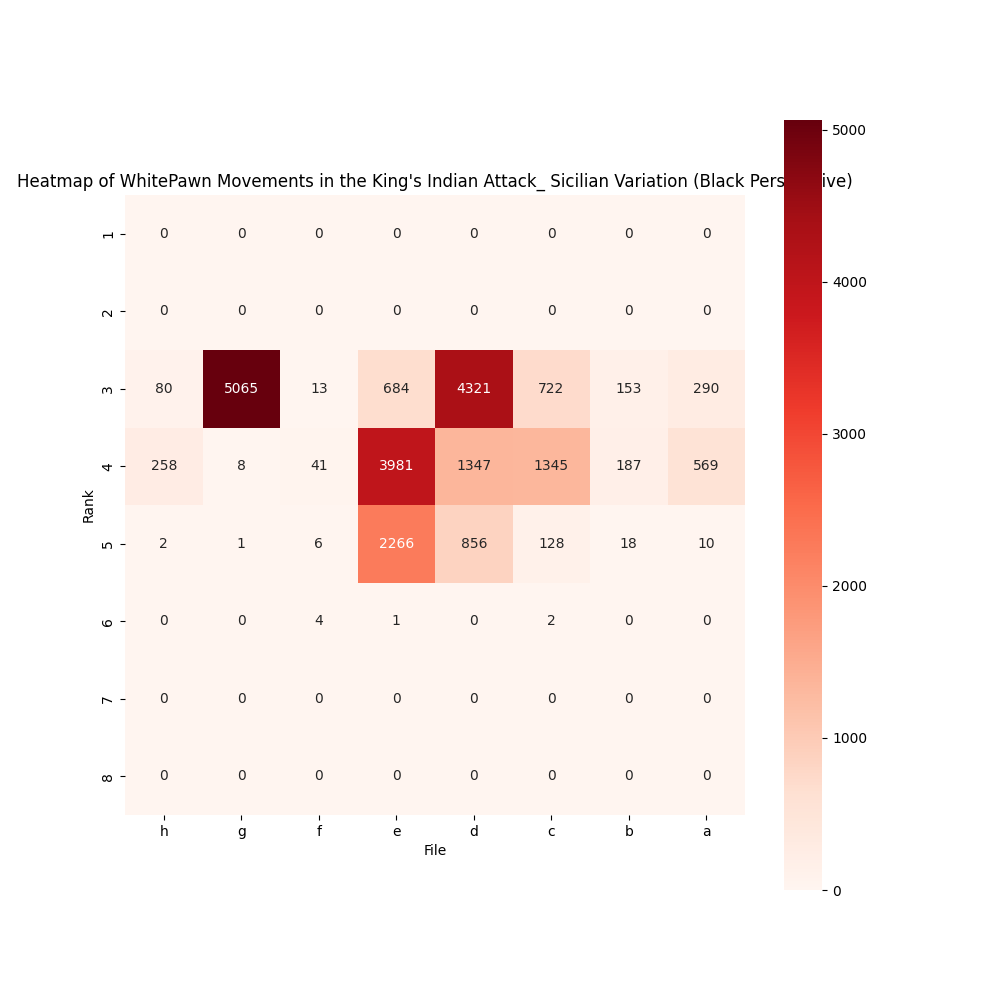 Heatmap of WhitePawn Movements in the King's Indian Attack_ Sicilian Variation (Black Pers ive)
5000
4000
3000
2000
1000
0
1 0 0 0 0 0 0 0 0
2 0 0 0 0 0 0 0 0
3 80 5065 13 684 4321 722 153 290
4 258 8 41 3981 1347 1345 187 569
Rank
5 2 1 6 2266 856 128 18 10
6 0 0 4 1 0 2 0 0
7 0 0 0 0 0 0 0 0
8 0 0 0 0 0 0 0 0
h g f e d c b a
File